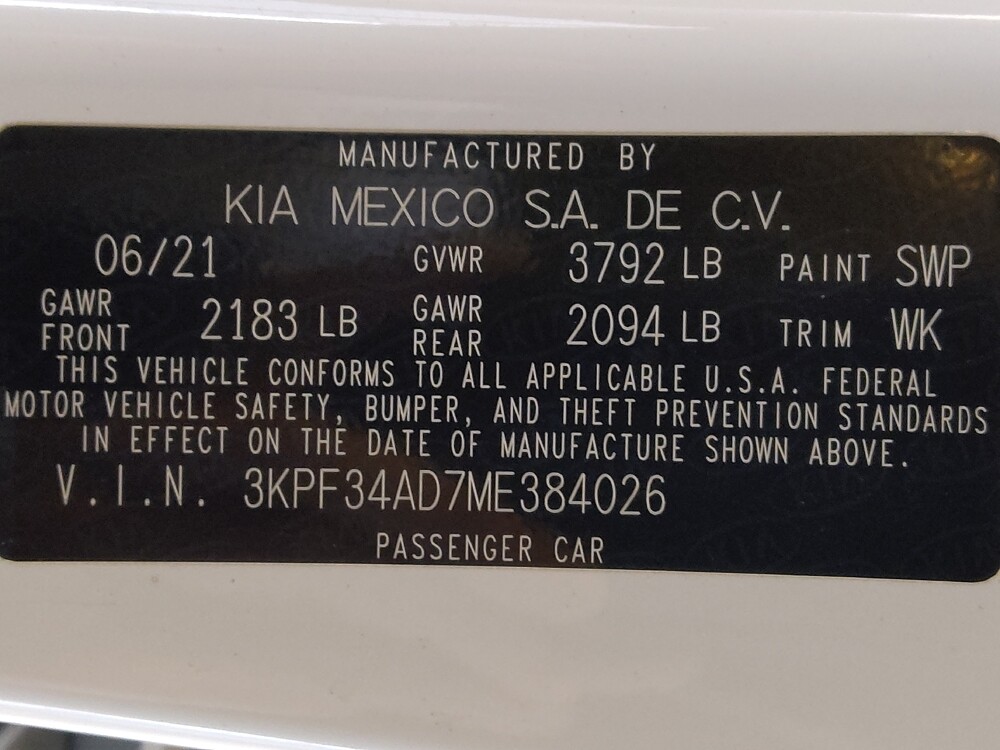 MANUFACTURED BY
KIA MEXICO S.A. DE C.V.
06/21 GVWR 3792 LB PAINT SWP
GAWR FRONT 2183 LB GAWR REAR 2094 LB TRIM WK
THIS VEHICLE CONFORMS TO ALL APPLICABLE U.S.A. FEDERAL
MOTOR VEHICLE SAFETY, BUMPER, AND THEFT PREVENTION STANDARDS
IN EFFECT ON THE DATE OF MANUFACTURE SHOWN ABOVE.
V.I.N. 3KPF34AD7ME384026
PASSENGER CAR